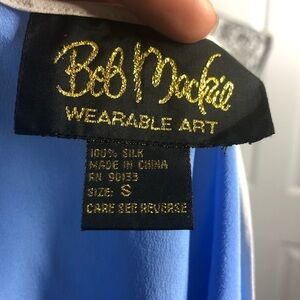 Bob Mackie
WEARABLE ART
100% SILK
MADE IN CHINA
RN 90133
SIZE: S
CARE SEE REVERSE